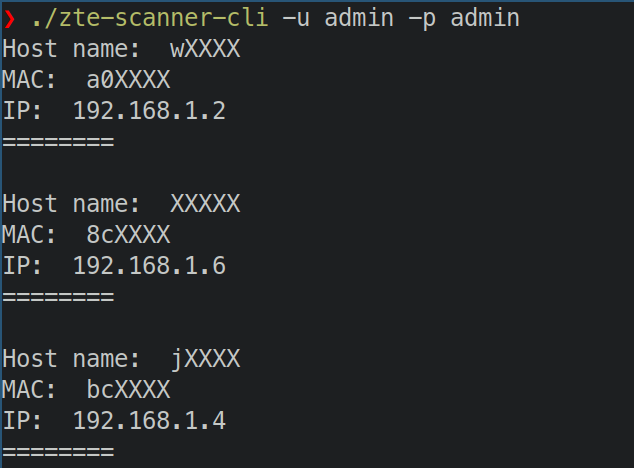 ❯ ./zte-scanner-cli -u admin -p admin
Host name:  wXXXX
MAC:  a0XXXX
IP:  192.168.1.2
========
Host name:  XXXXX
MAC:  8cXXXX
IP:  192.168.1.6
========
Host name:  jXXXX
MAC:  bcXXXX
IP:  192.168.1.4
========